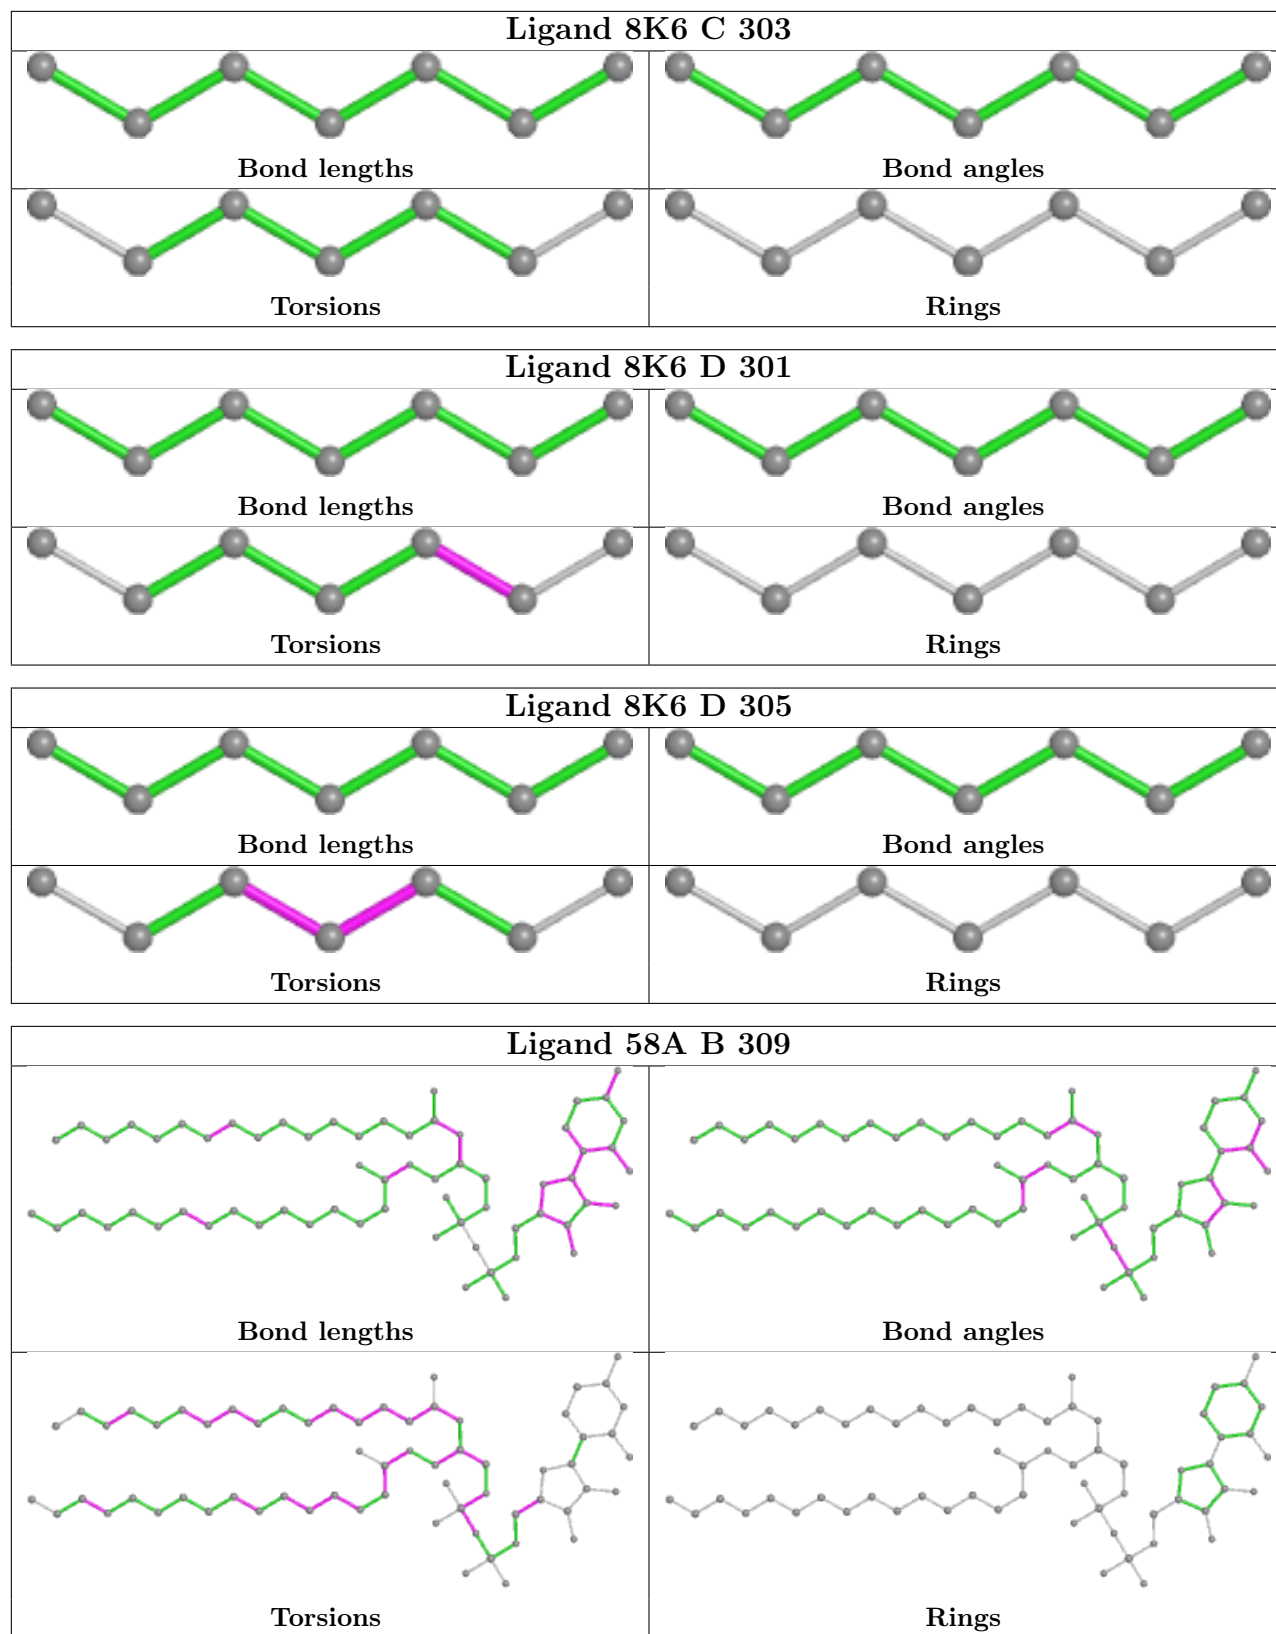 Ligand 8K6 C 303
Bond lengths
Bond angles
Torsions
Rings
Ligand 8K6 D 301
Bond lengths
Bond angles
Torsions
Rings
Ligand 8K6 D 305
Bond lengths
Bond angles
Torsions
Rings
Ligand 58A B 309
Bond lengths
Bond angles
Torsions
Rings